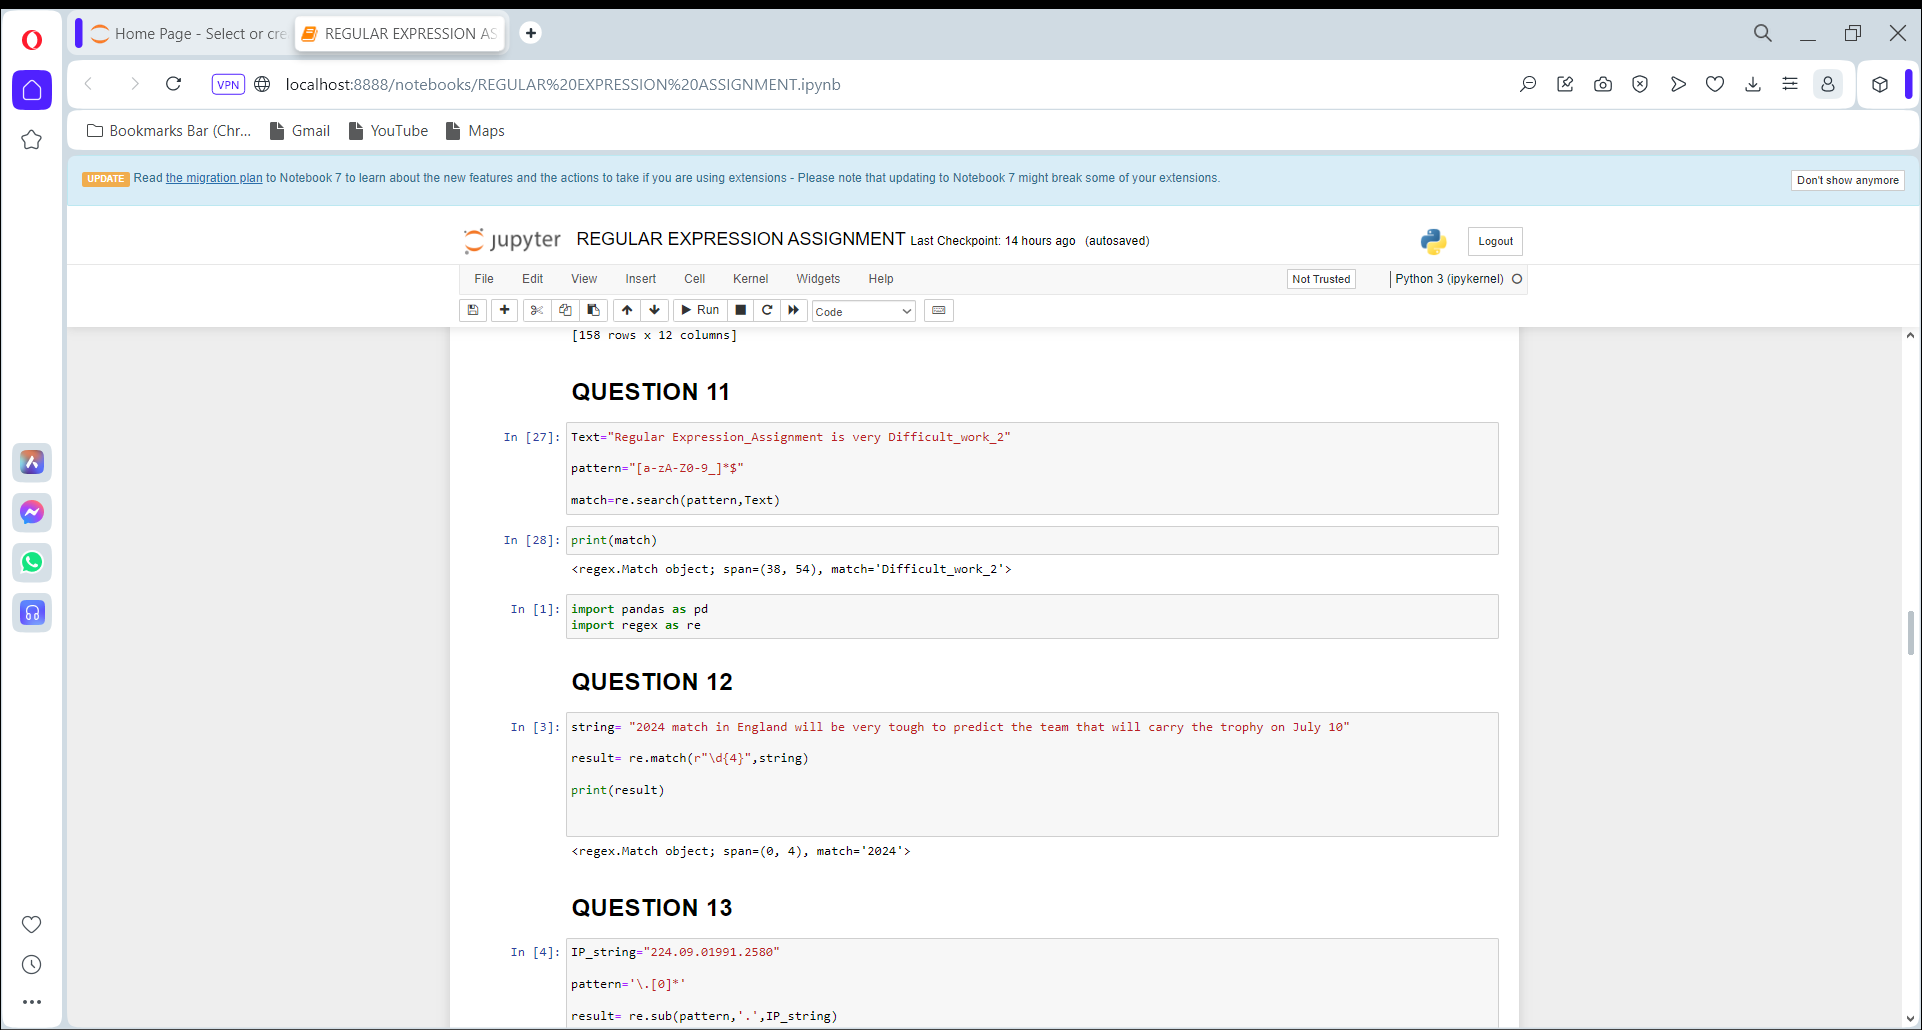 Home Page - Select or cre
REGULAR EXPRESSION AS
VPN
localhost:8888/notebooks/REGULAR%20EXPRESSION%20ASSIGNMENT.ipynb
Bookmarks Bar (Chr... Gmail YouTube Maps
UPDATE Read the migration plan to Notebook 7 to learn about the new features and the actions to take if you are using extensions - Please note that updating to Notebook 7 might break some of your extensions.
Don't show anymore
jupyter REGULAR EXPRESSION ASSIGNMENT Last Checkpoint: 14 hours ago (autosaved)
Logout
File Edit View Insert Cell Kernel Widgets Help
Not Trusted Python 3 (ipykernel)
Run Code
[158 rows x 12 columns]
QUESTION 11
In [27]: Text="Regular Expression_Assignment is very Difficult_work_2"
pattern="[a-zA-Z0-9_]*$"
match=re.search(pattern,Text)
In [28]: print(match)
<regex.Match object; span=(38, 54), match='Difficult_work_2'>
In [1]: import pandas as pd
import regex as re
QUESTION 12
In [3]: string= "2024 match in England will be very tough to predict the team that will carry the trophy on July 10"
result= re.match(r"\d{4}",string)
print(result)
<regex.Match object; span=(0, 4), match='2024'>
QUESTION 13
In [4]: IP_string="224.09.01991.2580"
pattern='\.[0]*'
result= re.sub(pattern,'.',IP_string)